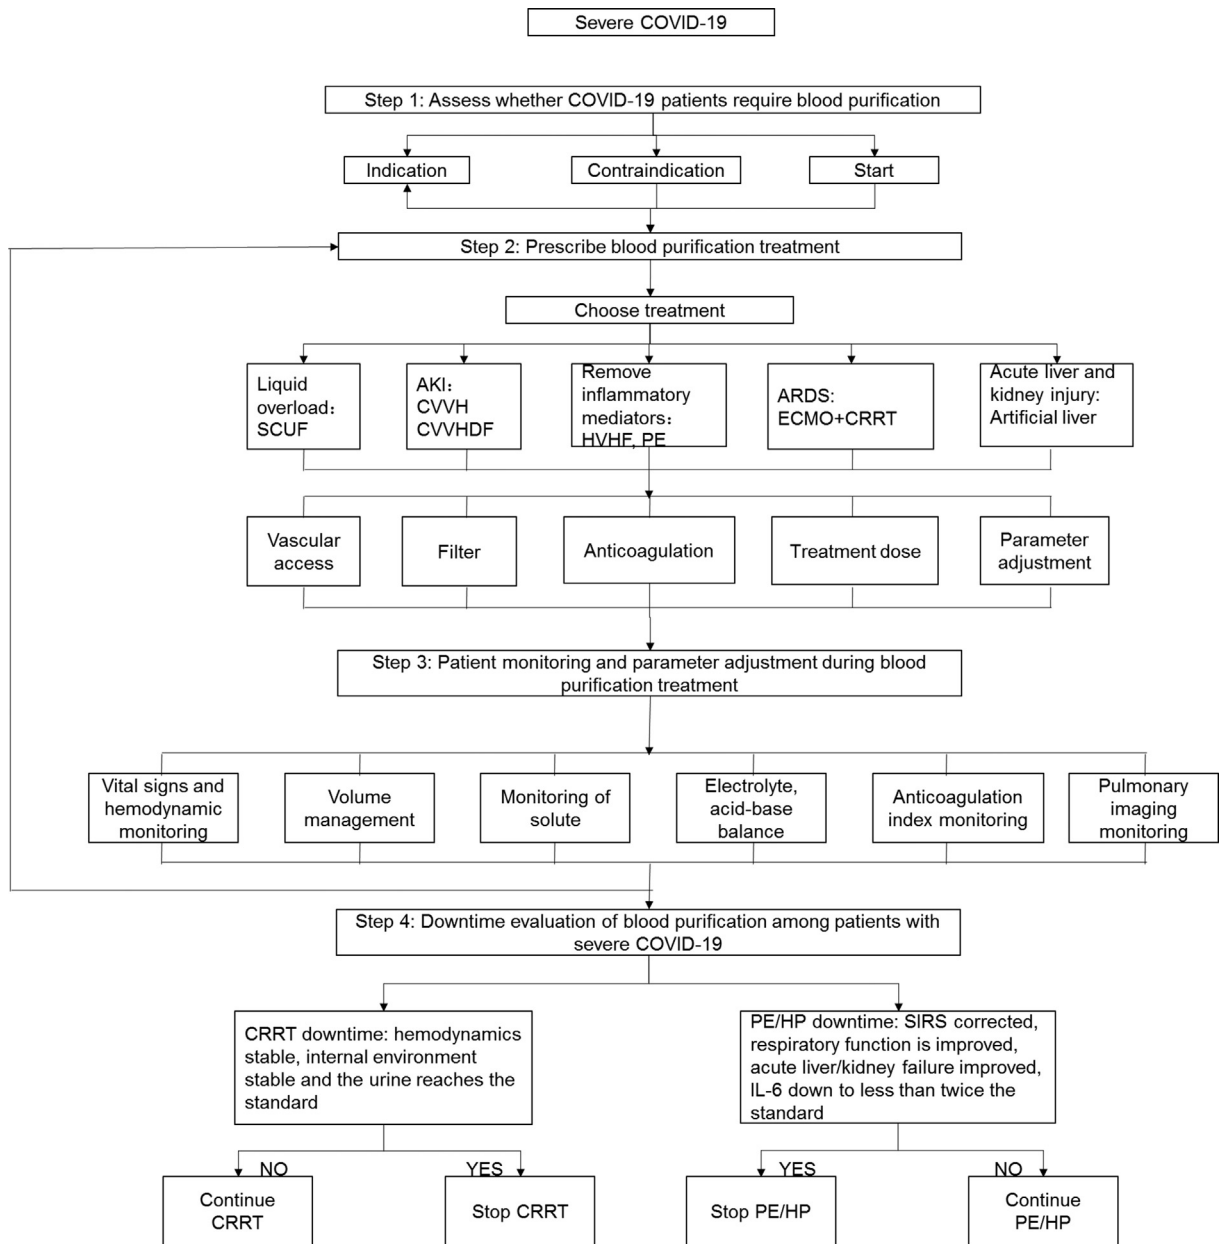 Severe COVID-19
Step 1: Assess whether COVID-19 patients require blood purification
Indication
Contraindication
Start
Step 2: Prescribe blood purification treatment
Choose treatment
Liquid
overload：
SCUF
AKI：
CVVH
CVVHDF
Remove
inflammatory
mediators：
HVHF, PE
ARDS:
ECMO+CRRT
Acute liver and
kidney injury:
Artificial liver
Vascular
access
Filter
Anticoagulation
Treatment dose
Parameter
adjustment
Step 3: Patient monitoring and parameter adjustment during blood
purification treatment
Vital signs and
hemodynamic
monitoring
Volume
management
Monitoring of
solute
Electrolyte,
acid-base
balance
Anticoagulation
index monitoring
Pulmonary
imaging
monitoring
Step 4: Downtime evaluation of blood purification among patients with
severe COVID-19
CRRT downtime: hemodynamics
stable, internal environment
stable and the urine reaches the
standard
PE/HP downtime: SIRS corrected,
respiratory function is improved,
acute liver/kidney failure improved,
IL-6 down to less than twice the
standard
NO
YES
YES
NO
Continue
CRRT
Stop CRRT
Stop PE/HP
Continue
PE/HP